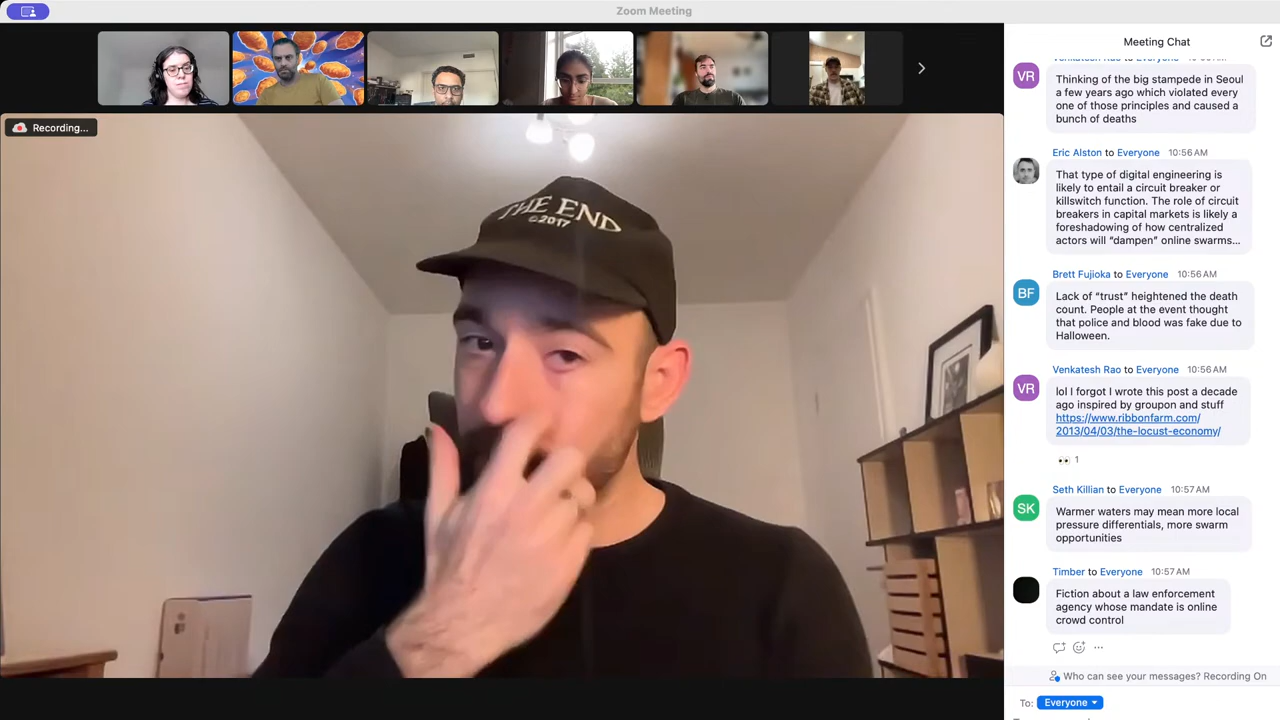 Zoom Meeting
Recording...
THE END
©2017
Meeting Chat
VR
Thinking of the big stampede in Seoul
a few years ago which violated every
one of those principles and caused a
bunch of deaths
Eric Alston to Everyone 10:56 AM
That type of digital engineering is
likely to entail a circuit breaker or
killswitch function. The role of circuit
breakers in capital markets is likely a
foreshadowing of how centralized
actors will “dampen” online swarms...
Brett Fujioka to Everyone 10:56 AM
BF
Lack of “trust” heightened the death
count. People at the event thought
that police and blood was fake due to
Halloween.
Venkatesh Rao to Everyone 10:56 AM
VR
lol I forgot I wrote this post a decade
ago inspired by groupon and stuff
https://www.ribbonfarm.com/
2013/04/03/the-locust-economy/
1
Seth Killian to Everyone 10:57 AM
SK
Warmer waters may mean more local
pressure differentials, more swarm
opportunities
Timber to Everyone 10:57 AM
Fiction about a law enforcement
agency whose mandate is online
crowd control
Who can see your messages? Recording On
To: Everyone